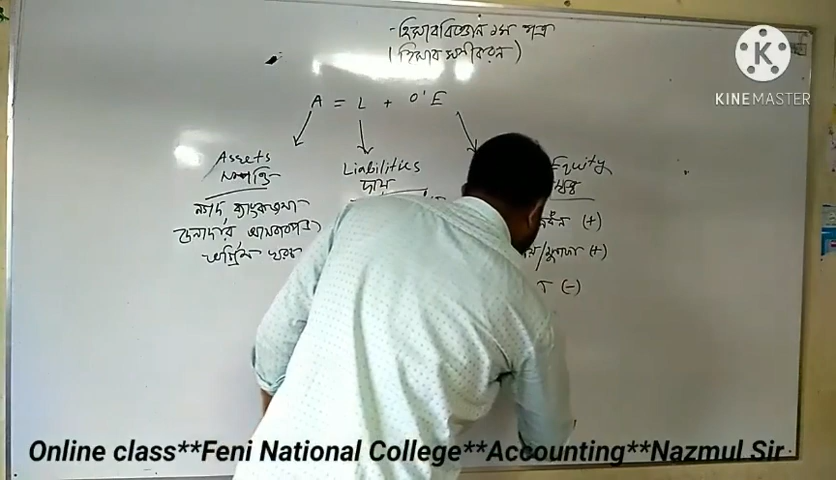 হিসাববিজ্ঞান ১ম পত্র
(হিসাব সমীকরণ)
KINEMASTER
A = L + O'E
Assets
সম্পত্তি
Liabilities
দায়
Equity
নগদ, ব্যাংকজমা
দেনাদার, আসবাবপত্র
অগ্রিম খরচ
(+)
/মুনাফা (+)
(-)
Online class**Feni National College**Accounting**Nazmul Sir